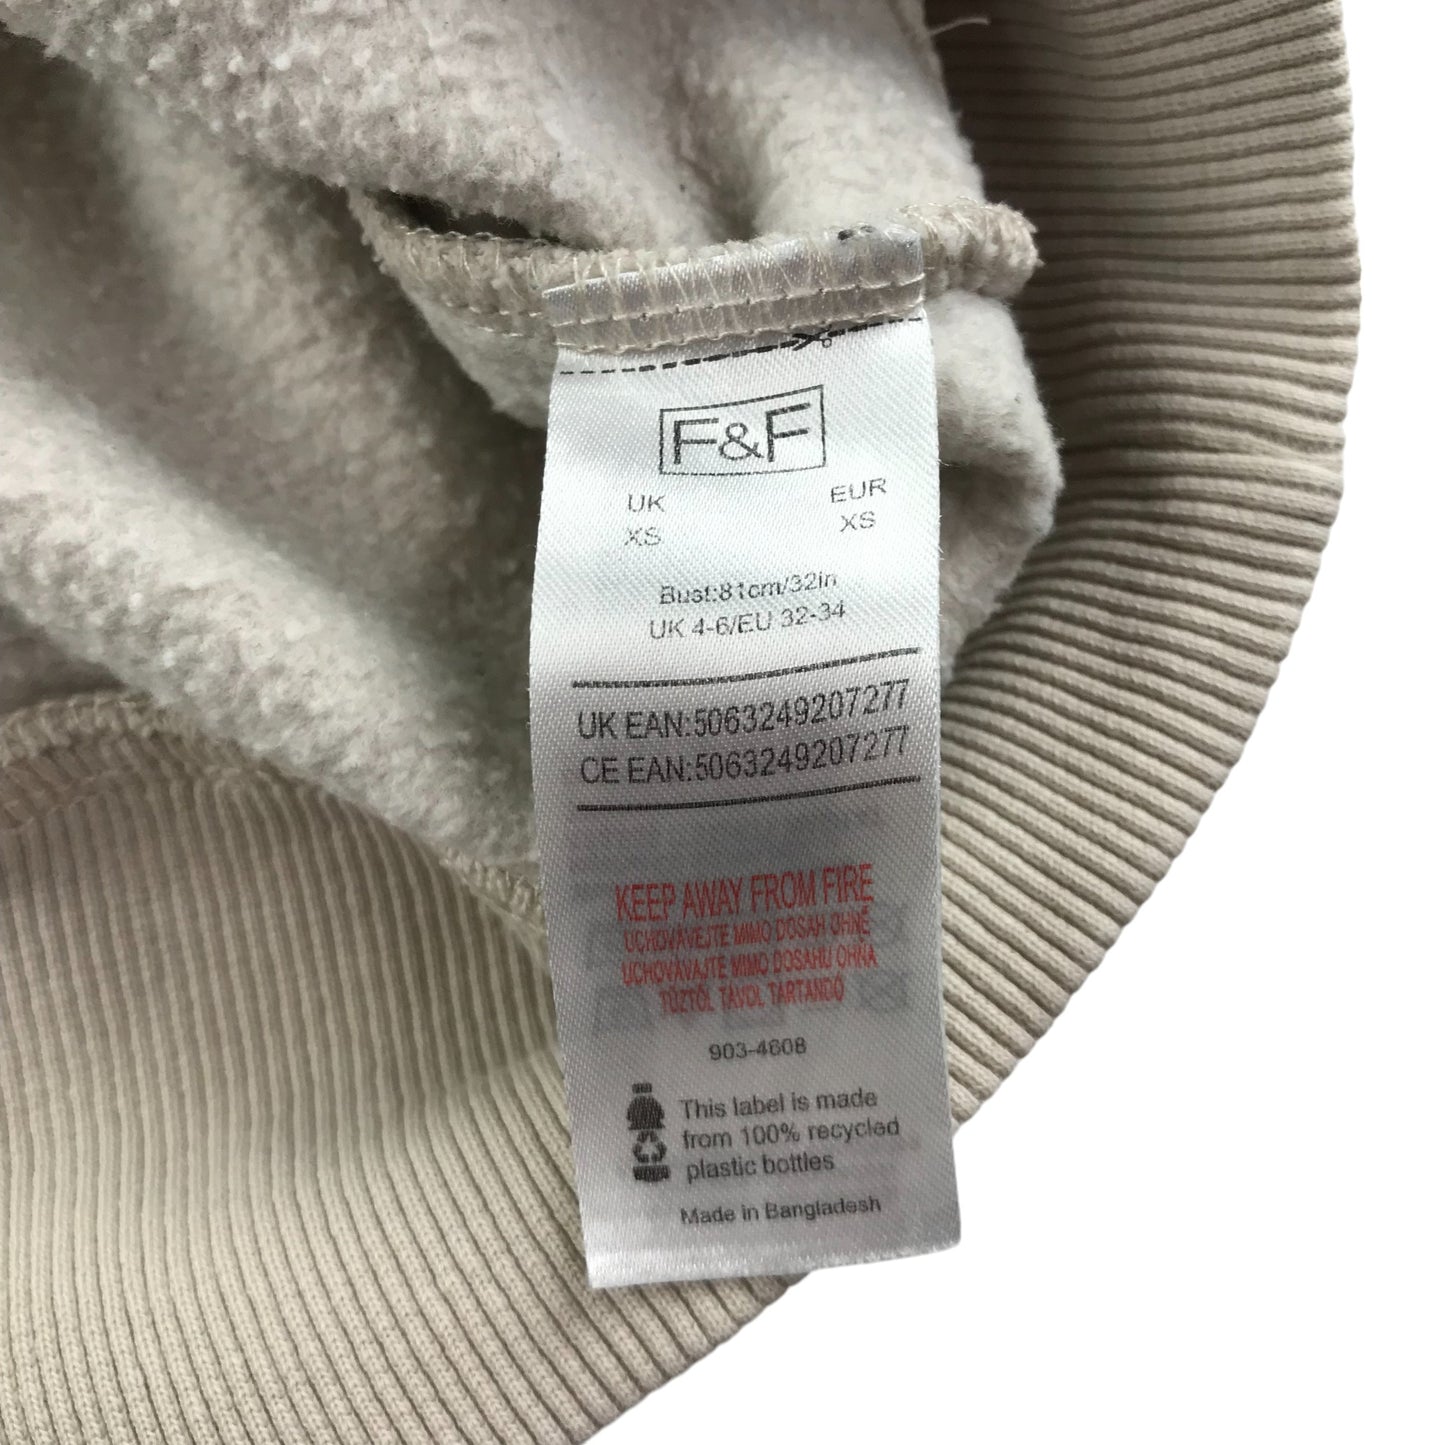 F&F
UK EUR
XS XS
Bust:81cm/32in
UK 4-6/EU 32-34
UK EAN:5063249207277
CE EAN:5063249207277
KEEP AWAY FROM FIRE
UCHOVÁVEJTE MIMO DOSAH OHNĚ
UCHOVÁVAJTE MIMO DOSAHU OHŇA
TŰZTŐL TÁVOL TARTANDÓ
903-4608
This label is made
from 100% recycled
plastic bottles
Made in Bangladesh